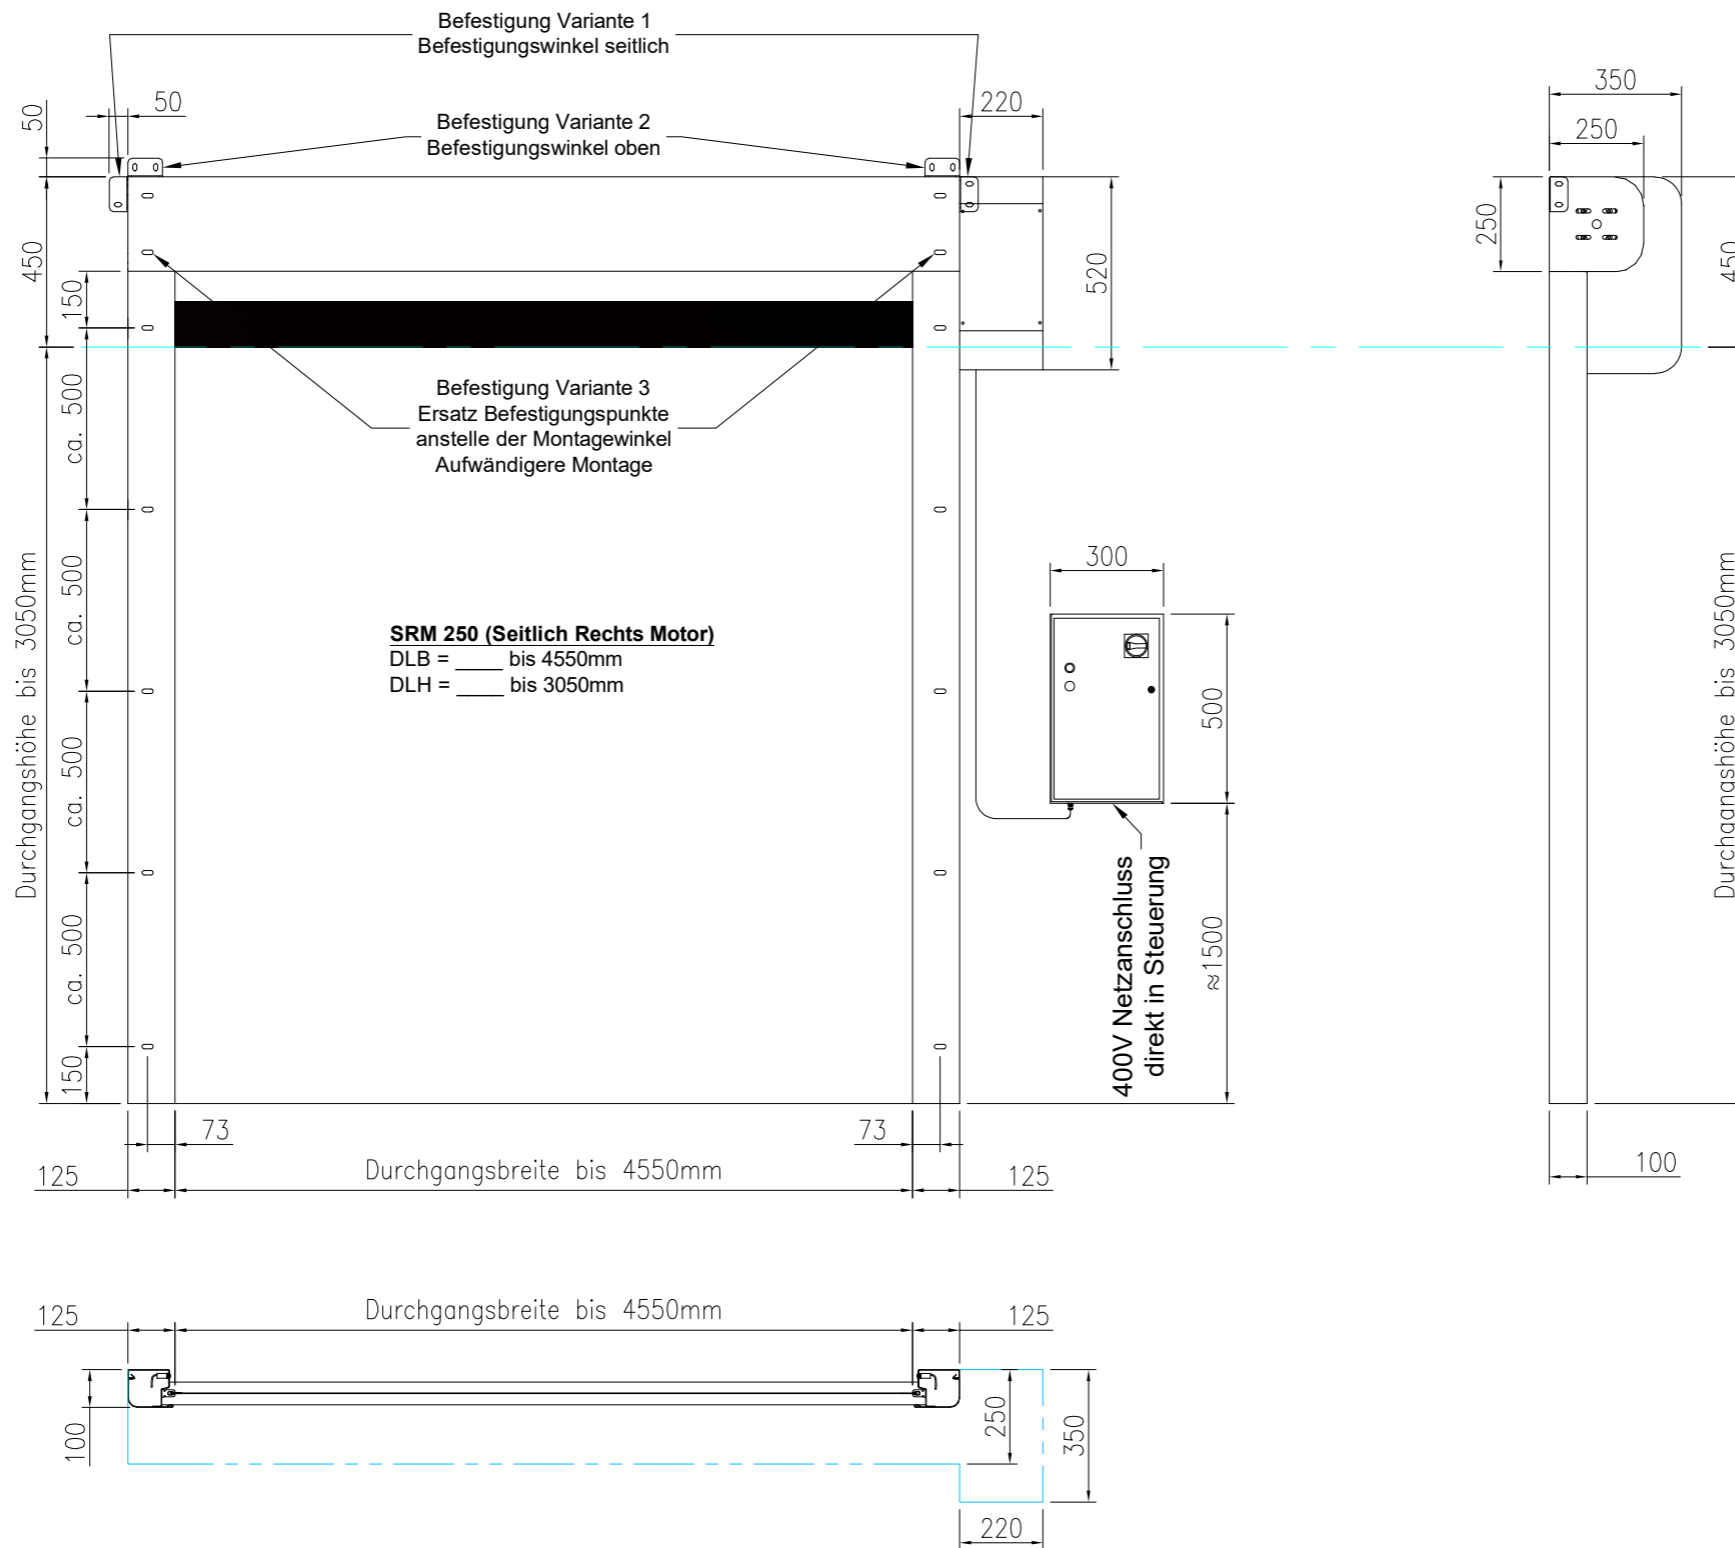 Befestigung Variante 1
Befestigungswinkel seitlich
50
50
Befestigung Variante 2
Befestigungswinkel oben
220
350
250
450
150
520
250
450
ca. 500
Befestigung Variante 3
Ersatz Befestigungspunkte
anstelle der Montagewinkel
Aufwändigere Montage
Durchgangshöhe bis 3050mm
ca. 500
ca. 500
ca. 500
150
SRM 250 (Seitlich Rechts Motor)
DLB = ____ bis 4550mm
DLH = ____ bis 3050mm
300
500
400V Netzanschluss
direkt in Steuerung
≈1500
Durchgangshöhe bis 3050mm
73
73
125
Durchgangsbreite bis 4550mm
125
100
125
Durchgangsbreite bis 4550mm
125
100
250
350
220